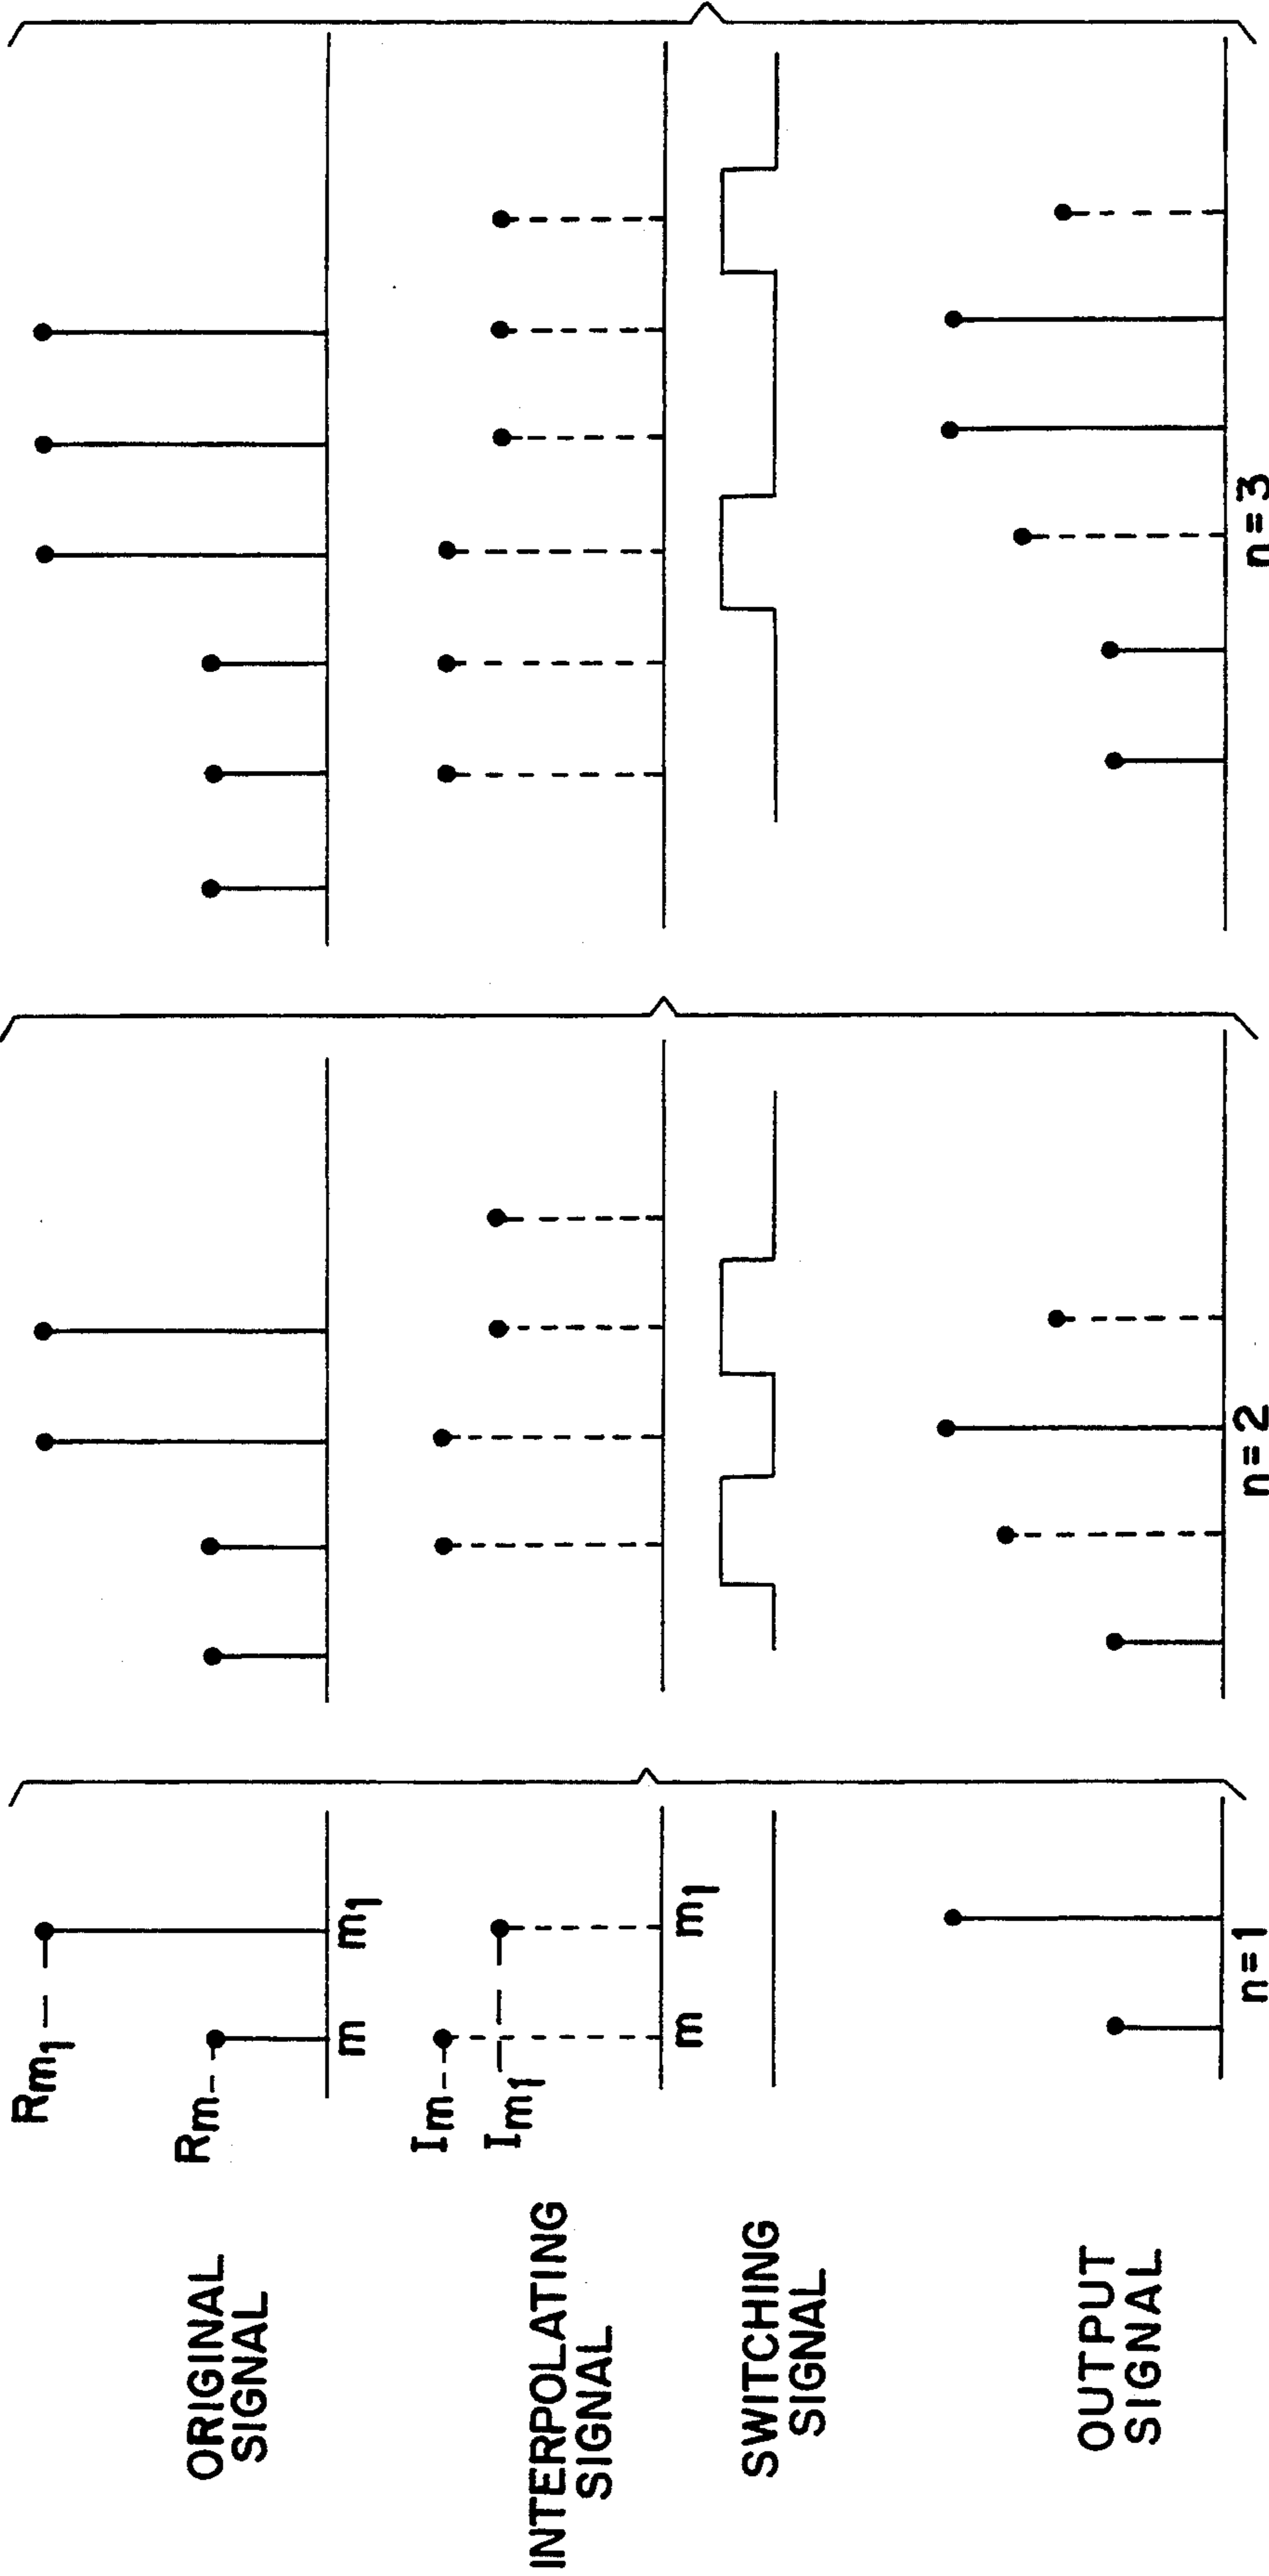 ORIGINAL
SIGNAL
Rm1
Rm
m
m1
INTERPOLATING
SIGNAL
Im
Im1
m
m1
SWITCHING
SIGNAL
OUTPUT
SIGNAL
n=1
n=2
n=3